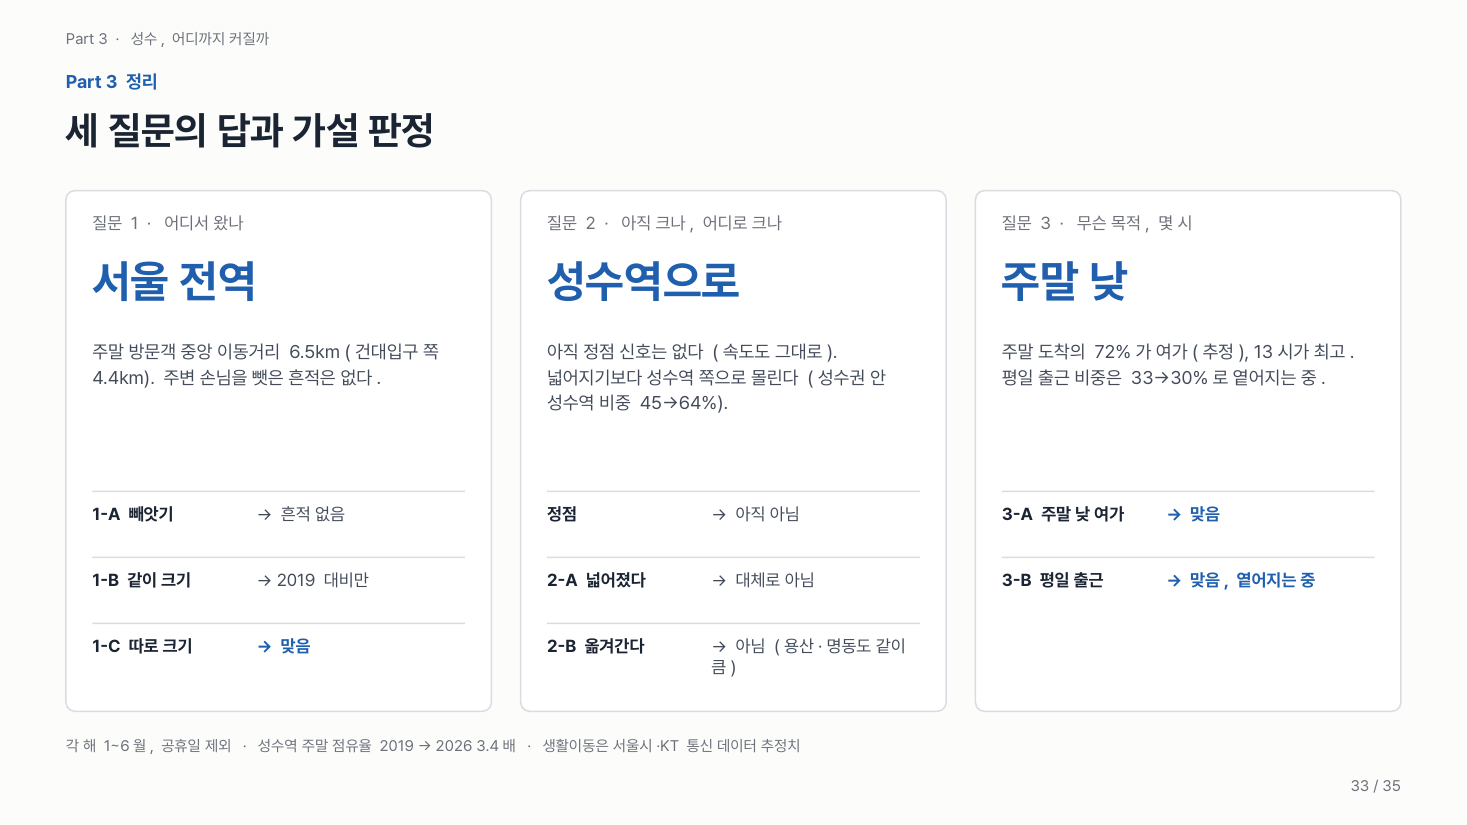 Part 3 · 성수, 어디까지 커질까
Part 3 정리
세 질문의 답과 가설 판정
질문 1 · 어디서 왔나
서울 전역
주말 방문객 중앙 이동거리 6.5km (건대입구 쪽
4.4km). 주변 손님을 뺏은 흔적은 없다.
1-A 빼앗기 → 흔적 없음
1-B 같이 크기 → 2019 대비만
1-C 따로 크기 → 맞음
질문 2 · 아직 크나, 어디로 크나
성수역으로
아직 정점 신호는 없다 (속도도 그대로).
넓어지기보다 성수역 쪽으로 몰린다 (성수권 안
성수역 비중 45→64%).
정점 → 아직 아님
2-A 넓어졌다 → 대체로 아님
2-B 옮겨간다 → 아님 (용산·명동도 같이
큼)
질문 3 · 무슨 목적, 몇 시
주말 낮
주말 도착의 72%가 여가 (추정), 13시가 최고.
평일 출근 비중은 33→30%로 옅어지는 중.
3-A 주말 낮 여가 → 맞음
3-B 평일 출근 → 맞음, 옅어지는 중
각 해 1~6월, 공휴일 제외 · 성수역 주말 점유율 2019 → 2026 3.4배 · 생활이동은 서울시·KT 통신 데이터 추정치
33 / 35